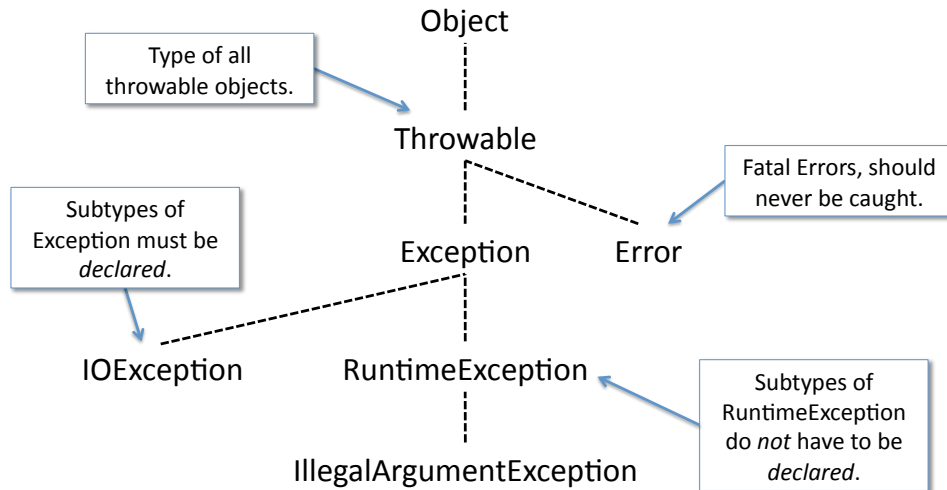 Object
Type of all
throwable objects.
Throwable
Fatal Errors, should
never be caught.
Subtypes of
Exception must be
declared.
Exception
Error
IOException
RuntimeException
Subtypes of
RuntimeException
do not have to be
declared.
IllegalArgumentException